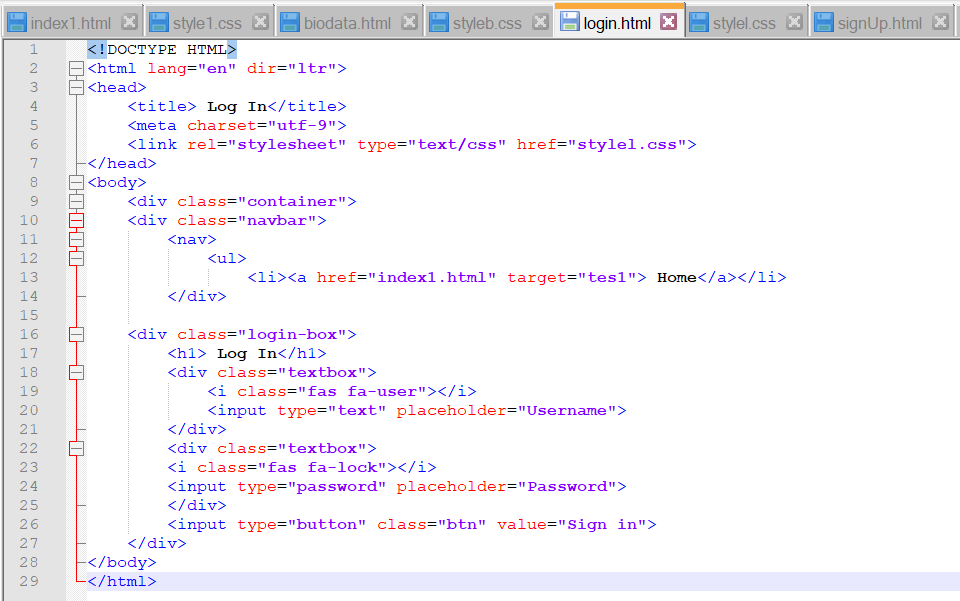 index1.html style1.css biodata.html styleb.css login.html stylel.css signUp.html
1 <!DOCTYPE HTML>
2 <html lang="en" dir="ltr">
3 <head>
4 <title> Log In</title>
5 <meta charset="utf-9">
6 <link rel="stylesheet" type="text/css" href="stylel.css">
7 </head>
8 <body>
9 <div class="container">
10 <div class="navbar">
11 <nav>
12 <ul>
13 <li><a href="index1.html" target="tes1"> Home</a></li>
14 </div>
15
16 <div class="login-box">
17 <h1> Log In</h1>
18 <div class="textbox">
19 <i class="fas fa-user"></i>
20 <input type="text" placeholder="Username">
21 </div>
22 <div class="textbox">
23 <i class="fas fa-lock"></i>
24 <input type="password" placeholder="Password">
25 </div>
26 <input type="button" class="btn" value="Sign in">
27 </div>
28 </body>
29 </html>